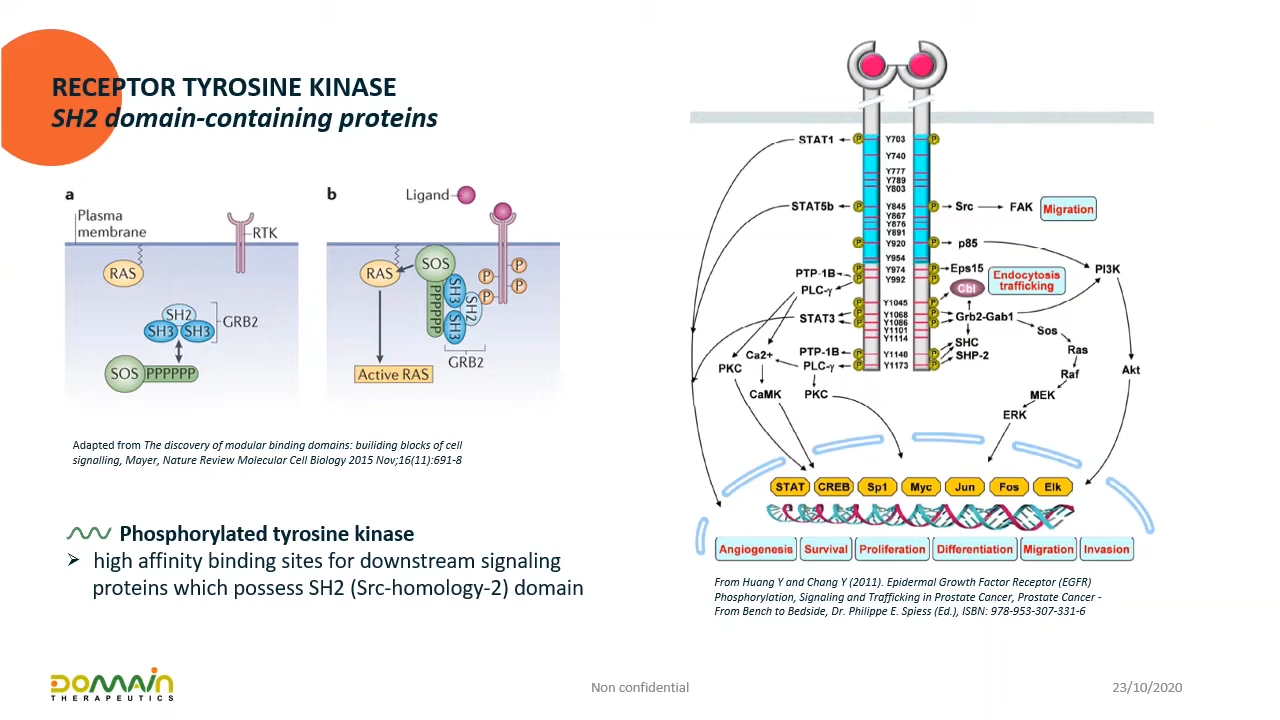 RECEPTOR TYROSINE KINASE
SH2 domain-containing proteins
a
Plasma
membrane
RTK
RAS
SH2
SH3 SH3
GRB2
SOS PPPPPP
b
Ligand
RAS
SOS
PPPPPP
SH3
SH2
SH3
P
P
P
P
GRB2
Active RAS
Adapted from The discovery of modular binding domains: builiding blocks of cell
signalling, Mayer, Nature Review Molecular Cell Biology 2015 Nov;16(11):691-8
Phosphorylated tyrosine kinase
➢ high affinity binding sites for downstream signaling
proteins which possess SH2 (Src-homology-2) domain
STAT1 P Y703 P
Y740
Y777
Y789
Y803
STAT5b P Y845 P Src FAK Migration
Y867
Y876
Y891
P Y920 P p85
Y954
PTP-1B P Y974 P Eps15
PLC-γ P Y992 P
Endocytosis
trafficking
PI3K
Cbl
P Y1045 P
STAT3 P Y1068 P Grb2-Gab1
P Y1086 P
Y1101
Y1114
Sos
SHC
PTP-1B P Y1148 P SHP-2
PLC-γ P Y1173 P
Ca2+
PKC
CaMK
PKC
Ras
Raf
MEK
ERK
Akt
STAT CREB Sp1 Myc Jun Fos Elk
Angiogenesis Survival Proliferation Differentiation Migration Invasion
From Huang Y and Chang Y (2011). Epidermal Growth Factor Receptor (EGFR)
Phosphorylation, Signaling and Trafficking in Prostate Cancer, Prostate Cancer -
From Bench to Bedside, Dr. Philippe E. Spiess (Ed.), ISBN: 978-953-307-331-6
DOMAIN
THERAPEUTICS
Non confidential
23/10/2020